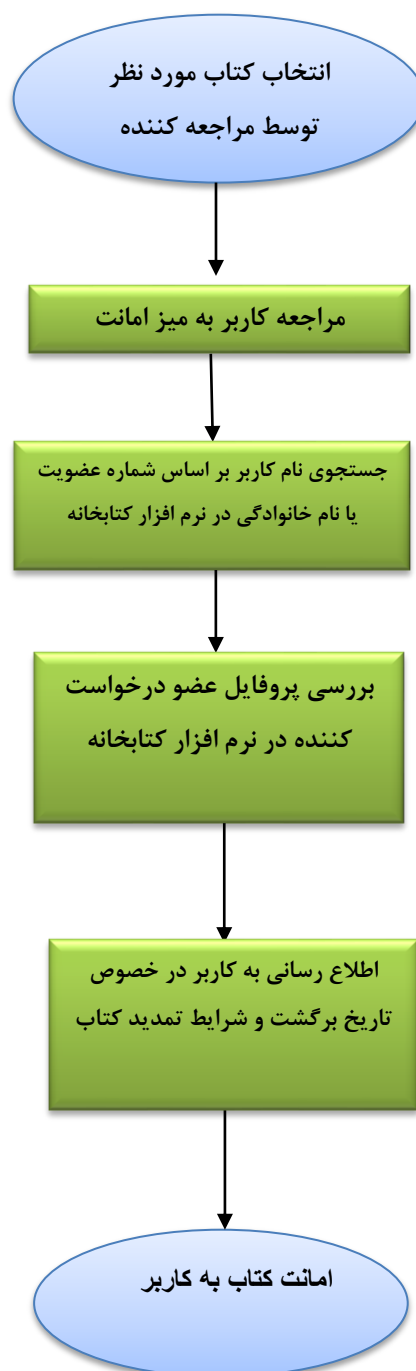 انتخاب کتاب مورد نظر
توسط مراجعه کننده
مراجعه کاربر به میز امانت
جستجوی نام کاربر بر اساس شماره عضویت
یا نام خانوادگی در نرم افزار کتابخانه
بررسی پروفایل عضو درخواست
کننده در نرم افزار کتابخانه
اطلاع رسانی به کاربر در خصوص
تاریخ برگشت و شرایط تمدید کتاب
امانت کتاب به کاربر